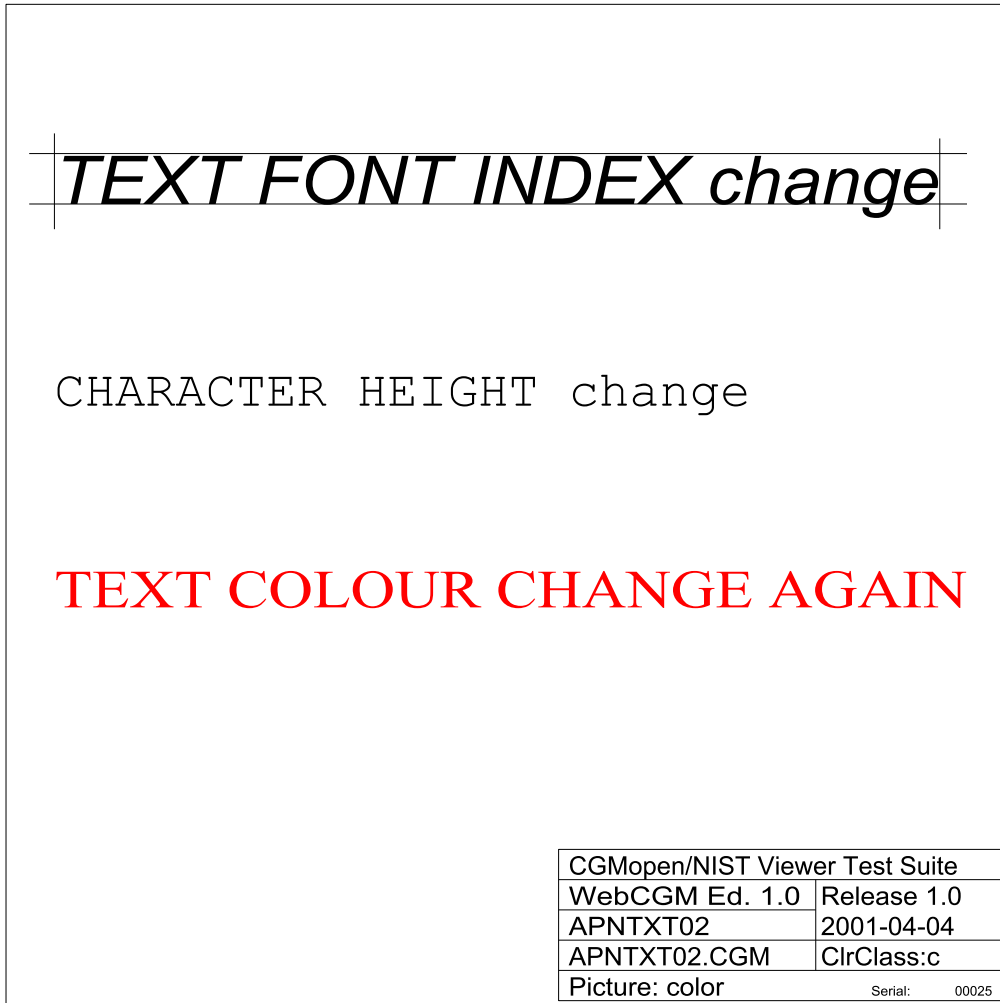 TEXT FONT INDEX change
CHARACTER HEIGHT change
TEXT COLOUR CHANGE AGAIN
CGMopen/NIST Viewer Test Suite
WebCGM Ed. 1.0 Release 1.0
APNTXT02 2001-04-04
APNTXT02.CGM ClrClass:c
Picture: color Serial: 00025